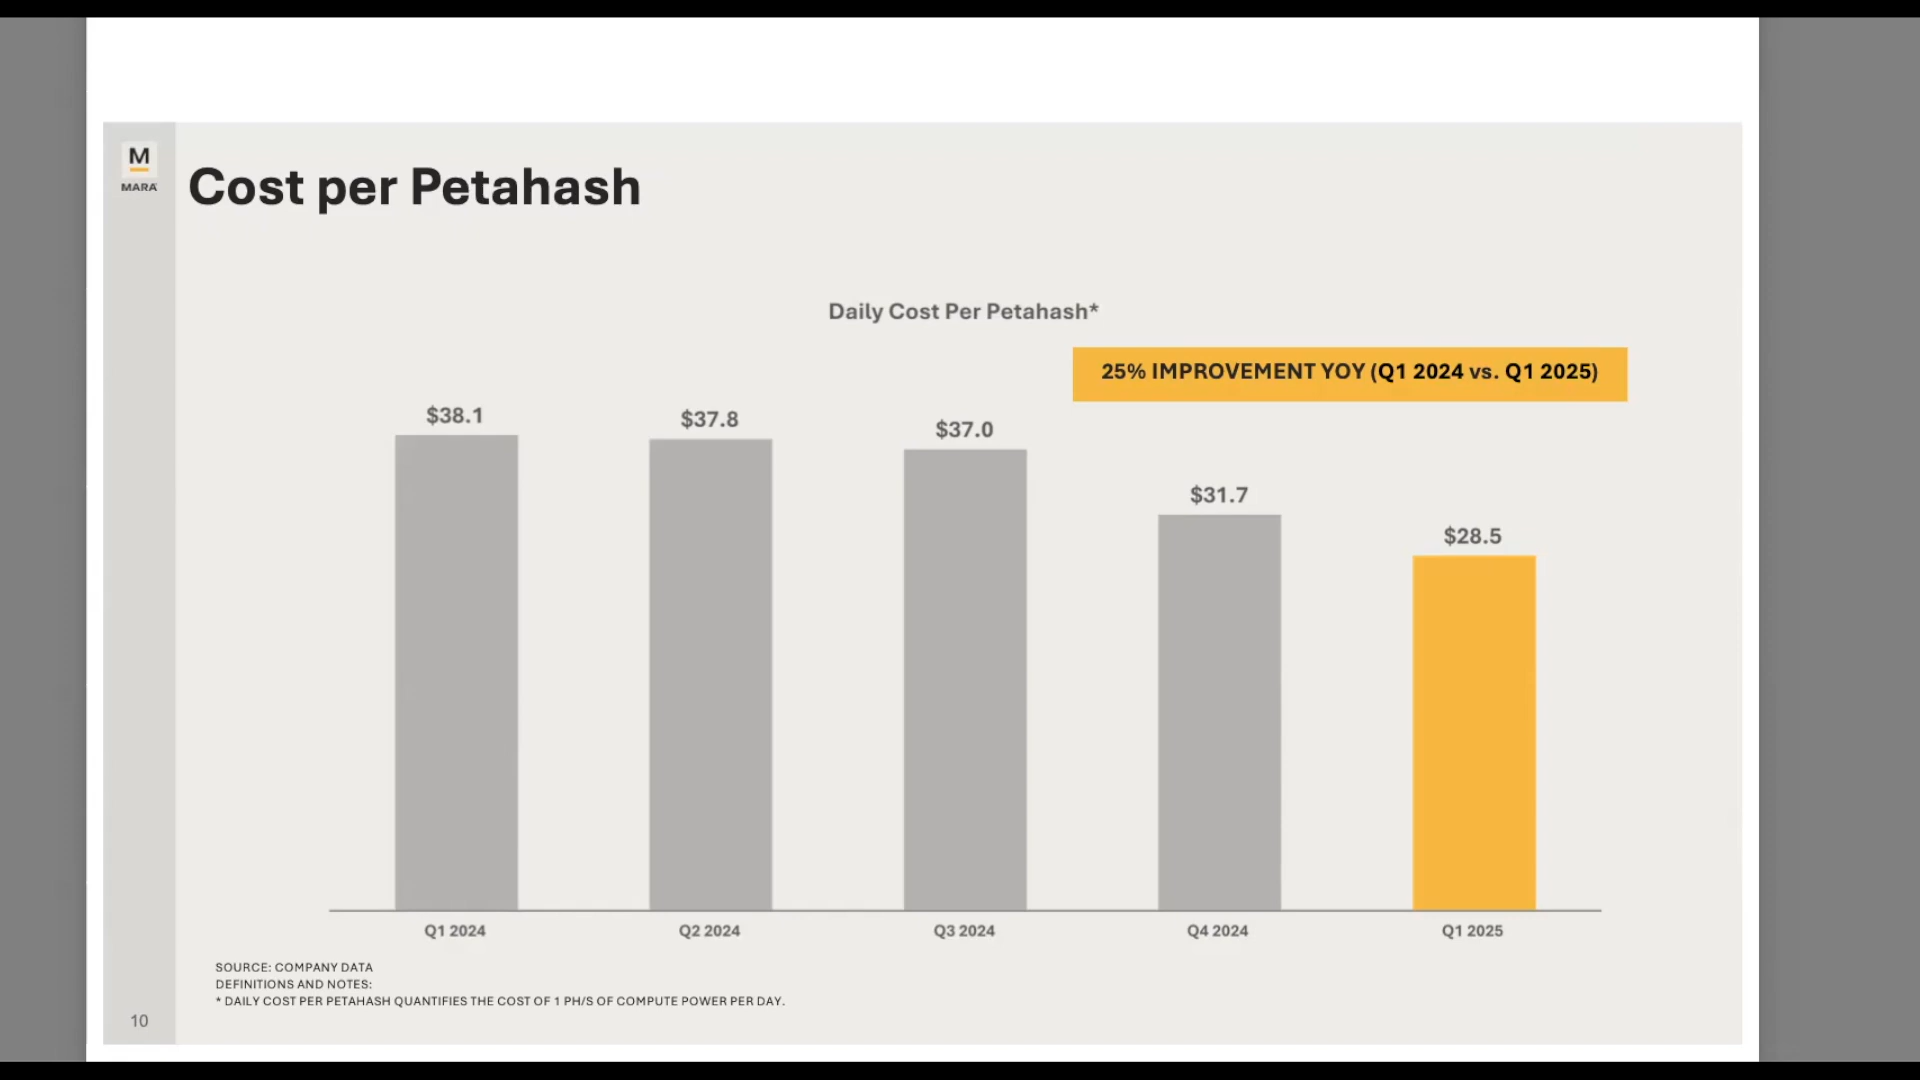 M
MARA
Cost per Petahash
Daily Cost Per Petahash*
25% IMPROVEMENT YOY (Q1 2024 vs. Q1 2025)
$38.1
$37.8
$37.0
$31.7
$28.5
Q1 2024
Q2 2024
Q3 2024
Q4 2024
Q1 2025
SOURCE: COMPANY DATA
DEFINITIONS AND NOTES:
* DAILY COST PER PETAHASH QUANTIFIES THE COST OF 1 PH/S OF COMPUTE POWER PER DAY.
10